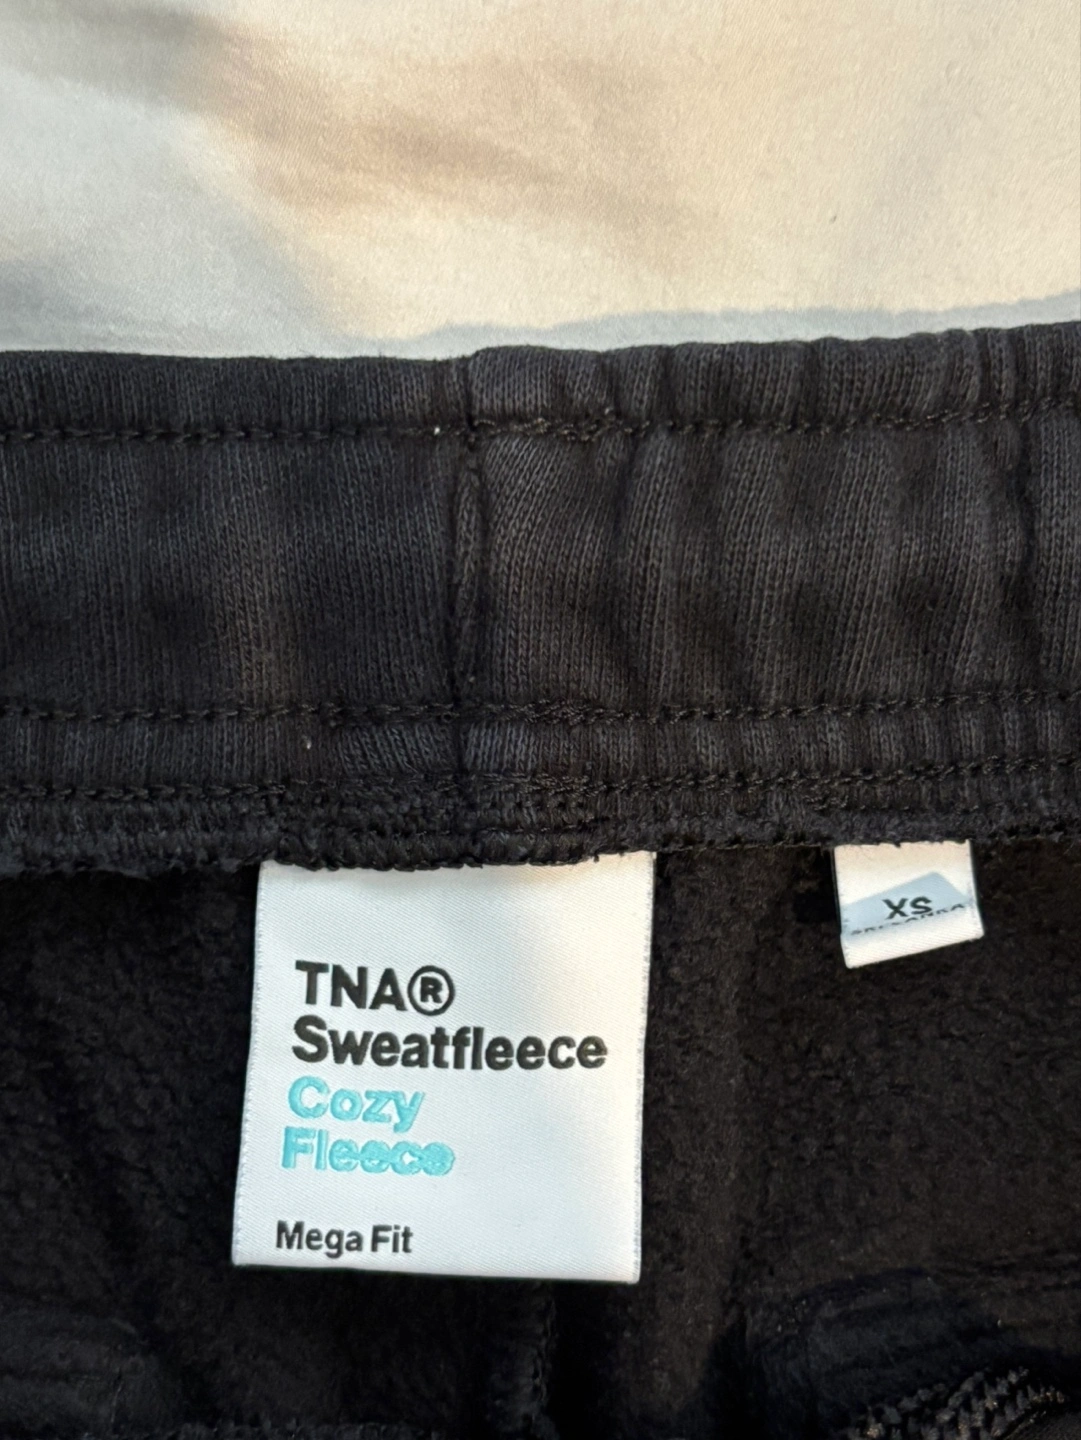 TNA®
Sweatfleece
Cozy
Fleece
Mega Fit
XS